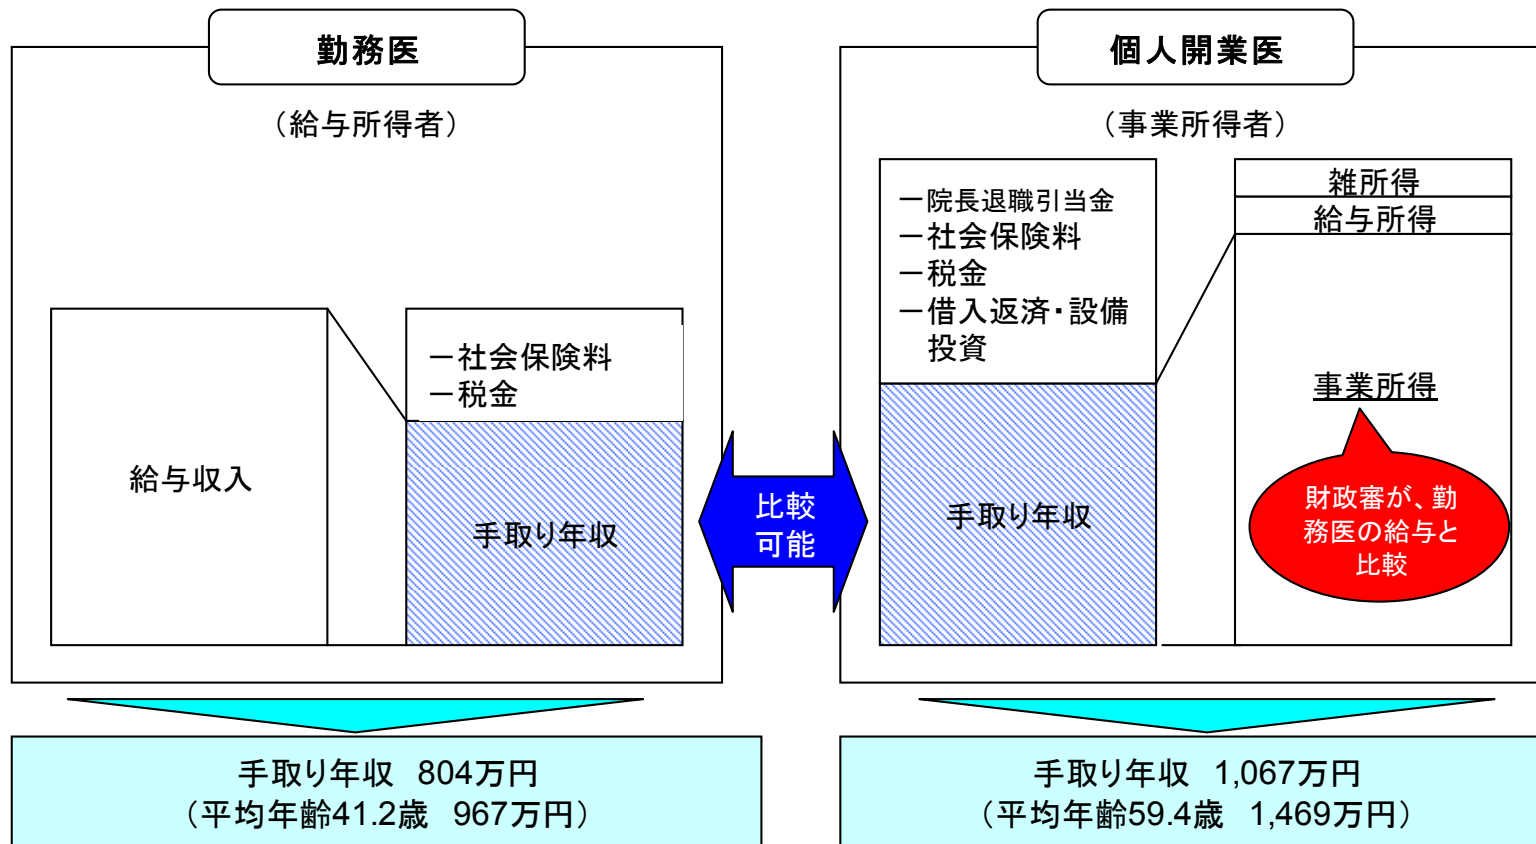 勤務医
（給与所得者）
給与収入
－社会保険料
－税金
手取り年収
比較
可能
個人開業医
（事業所得者）
－院長退職引当金
－社会保険料
－税金
－借入返済・設備
投資
手取り年収
雑所得
給与所得
事業所得
財政審が、勤
務医の給与と
比較
手取り年収 804万円
（平均年齢41.2歳 967万円）
手取り年収 1,067万円
（平均年齢59.4歳 1,469万円）